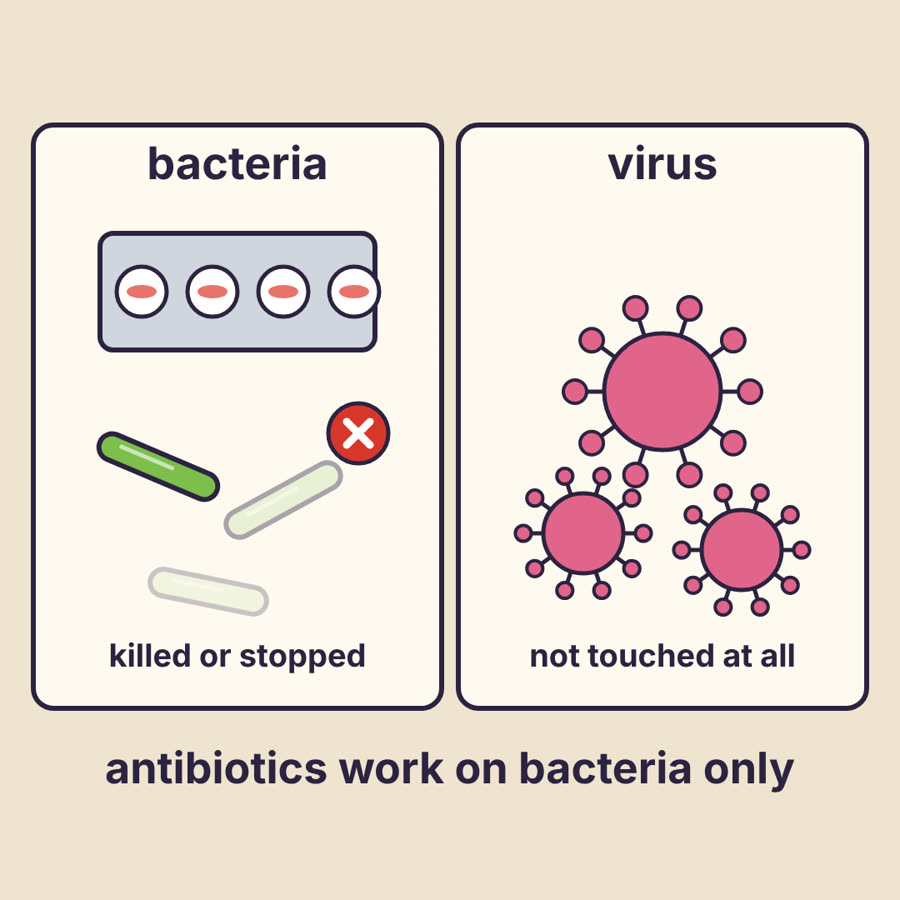 bacteria
virus
killed or stopped
not touched at all
antibiotics work on bacteria only